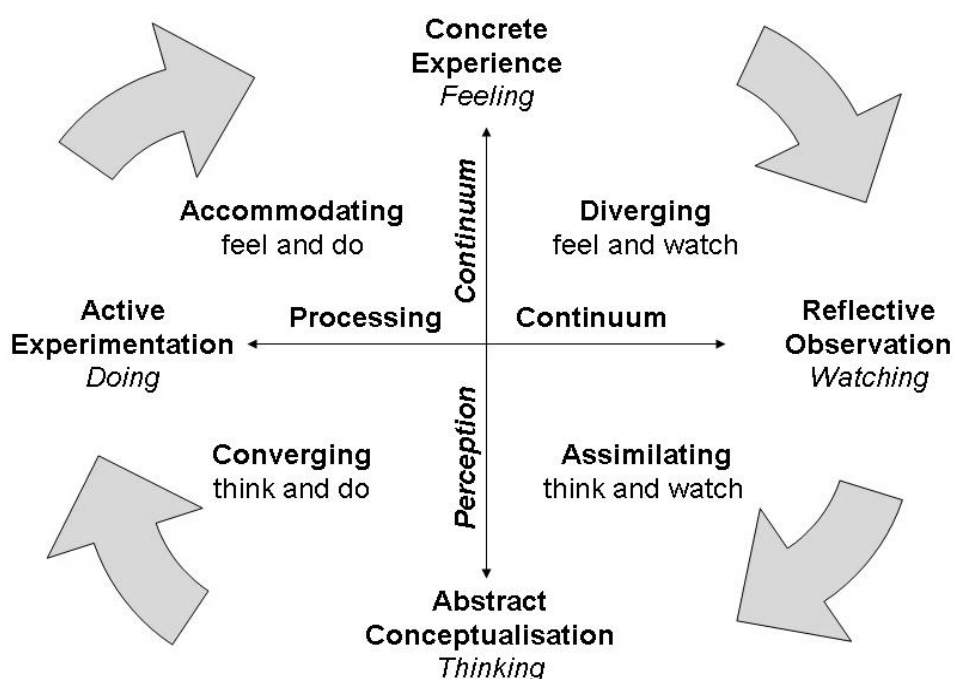 Concrete
Experience
Feeling
Accommodating
feel and do
Continuum
Diverging
feel and watch
Active
Experimentation
Doing
Processing
Continuum
Reflective
Observation
Watching
Converging
think and do
Perception
Assimilating
think and watch
Abstract
Conceptualisation
Thinking